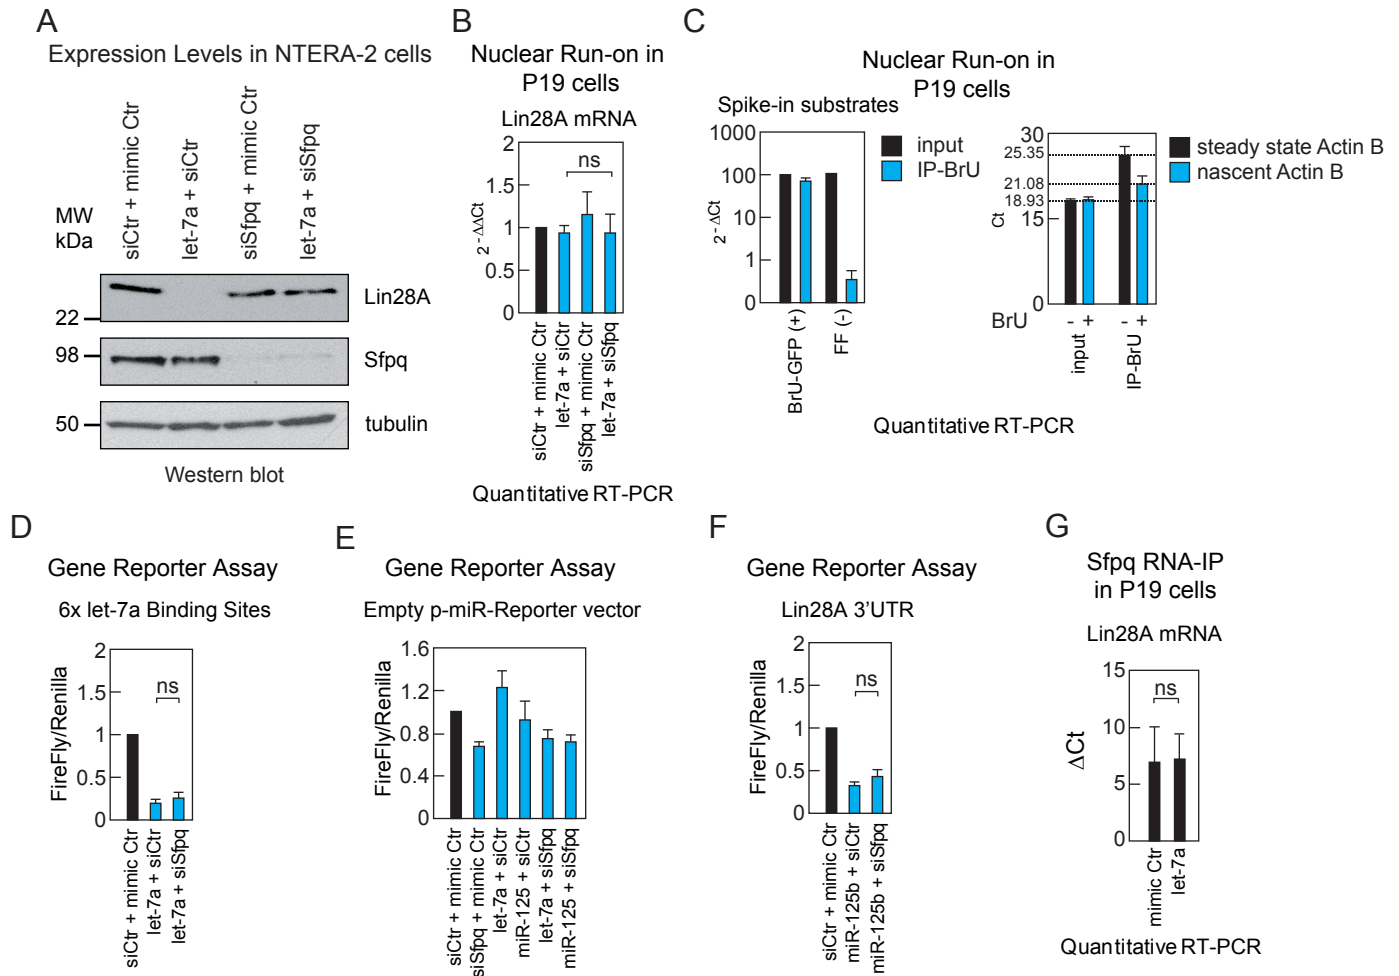 A
Expression Levels in NTERA-2 cells
siCtr + mimic Ctr
let-7a + siCtr
siSfpq + mimic Ctr
let-7a + siSfpq
MW
kDa
Lin28A
22
98
Sfpq
50
tubulin
Western blot
B
Nuclear Run-on in
P19 cells
Lin28A mRNA
2
ns
1.5
1
0.5
0
2^-ΔΔCt
siCtr + mimic Ctr
let-7a + siCtr
siSfpq + mimic Ctr
let-7a + siSfpq
Quantitative RT-PCR
C
Nuclear Run-on in
P19 cells
Spike-in substrates
1000
100
10
1
0
2^-ΔCt
input
IP-BrU
BrU-GFP (+)
FF (-)
30
25.35
21.08
18.93
15
0
Ct
steady state Actin B
nascent Actin B
BrU - + - +
input
IP-BrU
Quantitative RT-PCR
D
Gene Reporter Assay
6x let-7a Binding Sites
2
1.5
ns
1
0.5
0
FireFly/Renilla
siCtr + mimic Ctr
let-7a + siCtr
let-7a + siSfpq
E
Gene Reporter Assay
Empty p-miR-Reporter vector
1.6
1.2
0.8
0.4
0
FireFly/Renilla
siCtr + mimic Ctr
siSfpq + mimic Ctr
let-7a + siCtr
miR-125 + siCtr
let-7a + siSfpq
miR-125 + siSfpq
F
Gene Reporter Assay
Lin28A 3'UTR
2
1.5
ns
1
0.5
0
FireFly/Renilla
siCtr + mimic Ctr
miR-125b + siCtr
miR-125b + siSfpq
G
Sfpq RNA-IP
in P19 cells
Lin28A mRNA
15
ns
10
5
0
ΔCt
mimic Ctr
let-7a
Quantitative RT-PCR